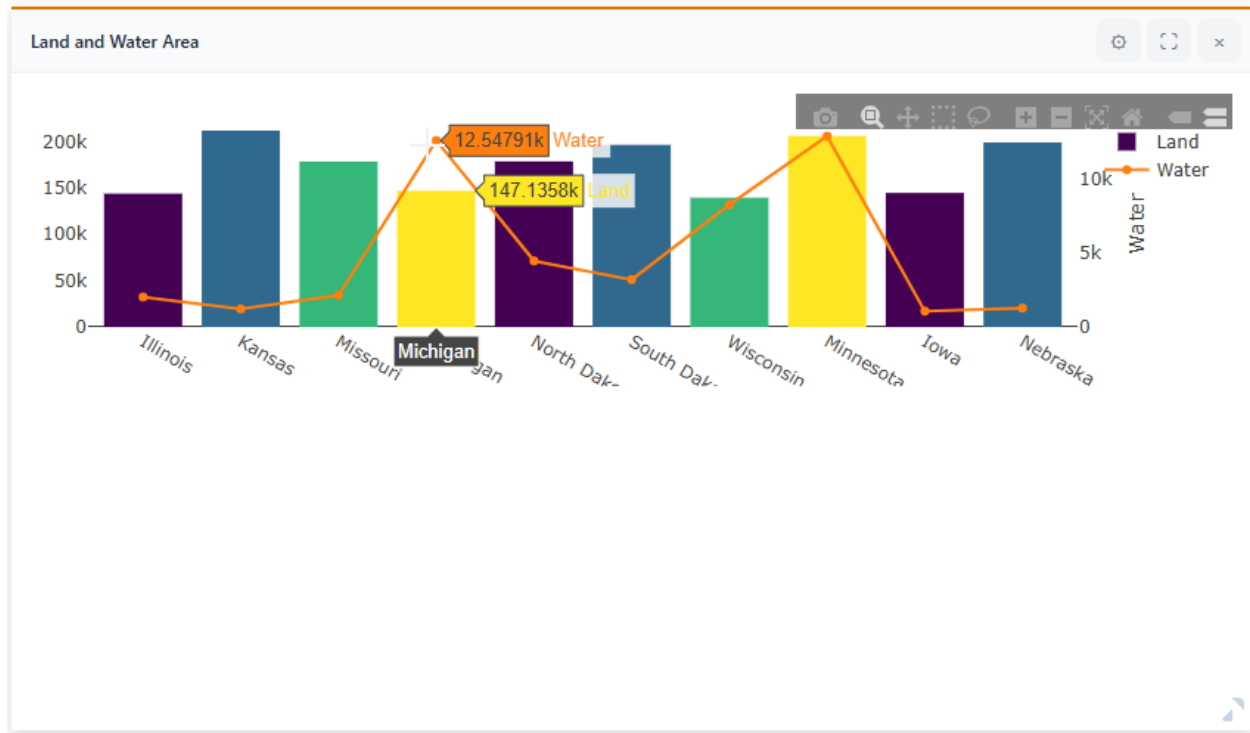 Land and Water Area
200k
150k
100k
50k
0
12.54791k Water
147.1358k Land
Land
Water
10k
5k
0
Water
Illinois
Kansas
Missouri
Michigan
gan
North Dak
South Dak
Wisconsin
Minnesota
Iowa
Nebraska